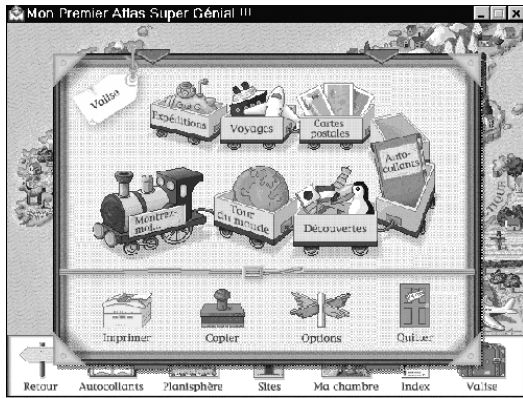 Mon Premier Atlas Super Génial !!!
Valise
Expéditions
Voyages
Cartes
postales
Auto-
collants
Montrez-
moi...
Tour
du monde
Découvertes
Imprimer
Copier
Options
Quitter
RETOUR
Retour
Autocollants
Planisphère
Sites
Ma chambre
Index
Valise